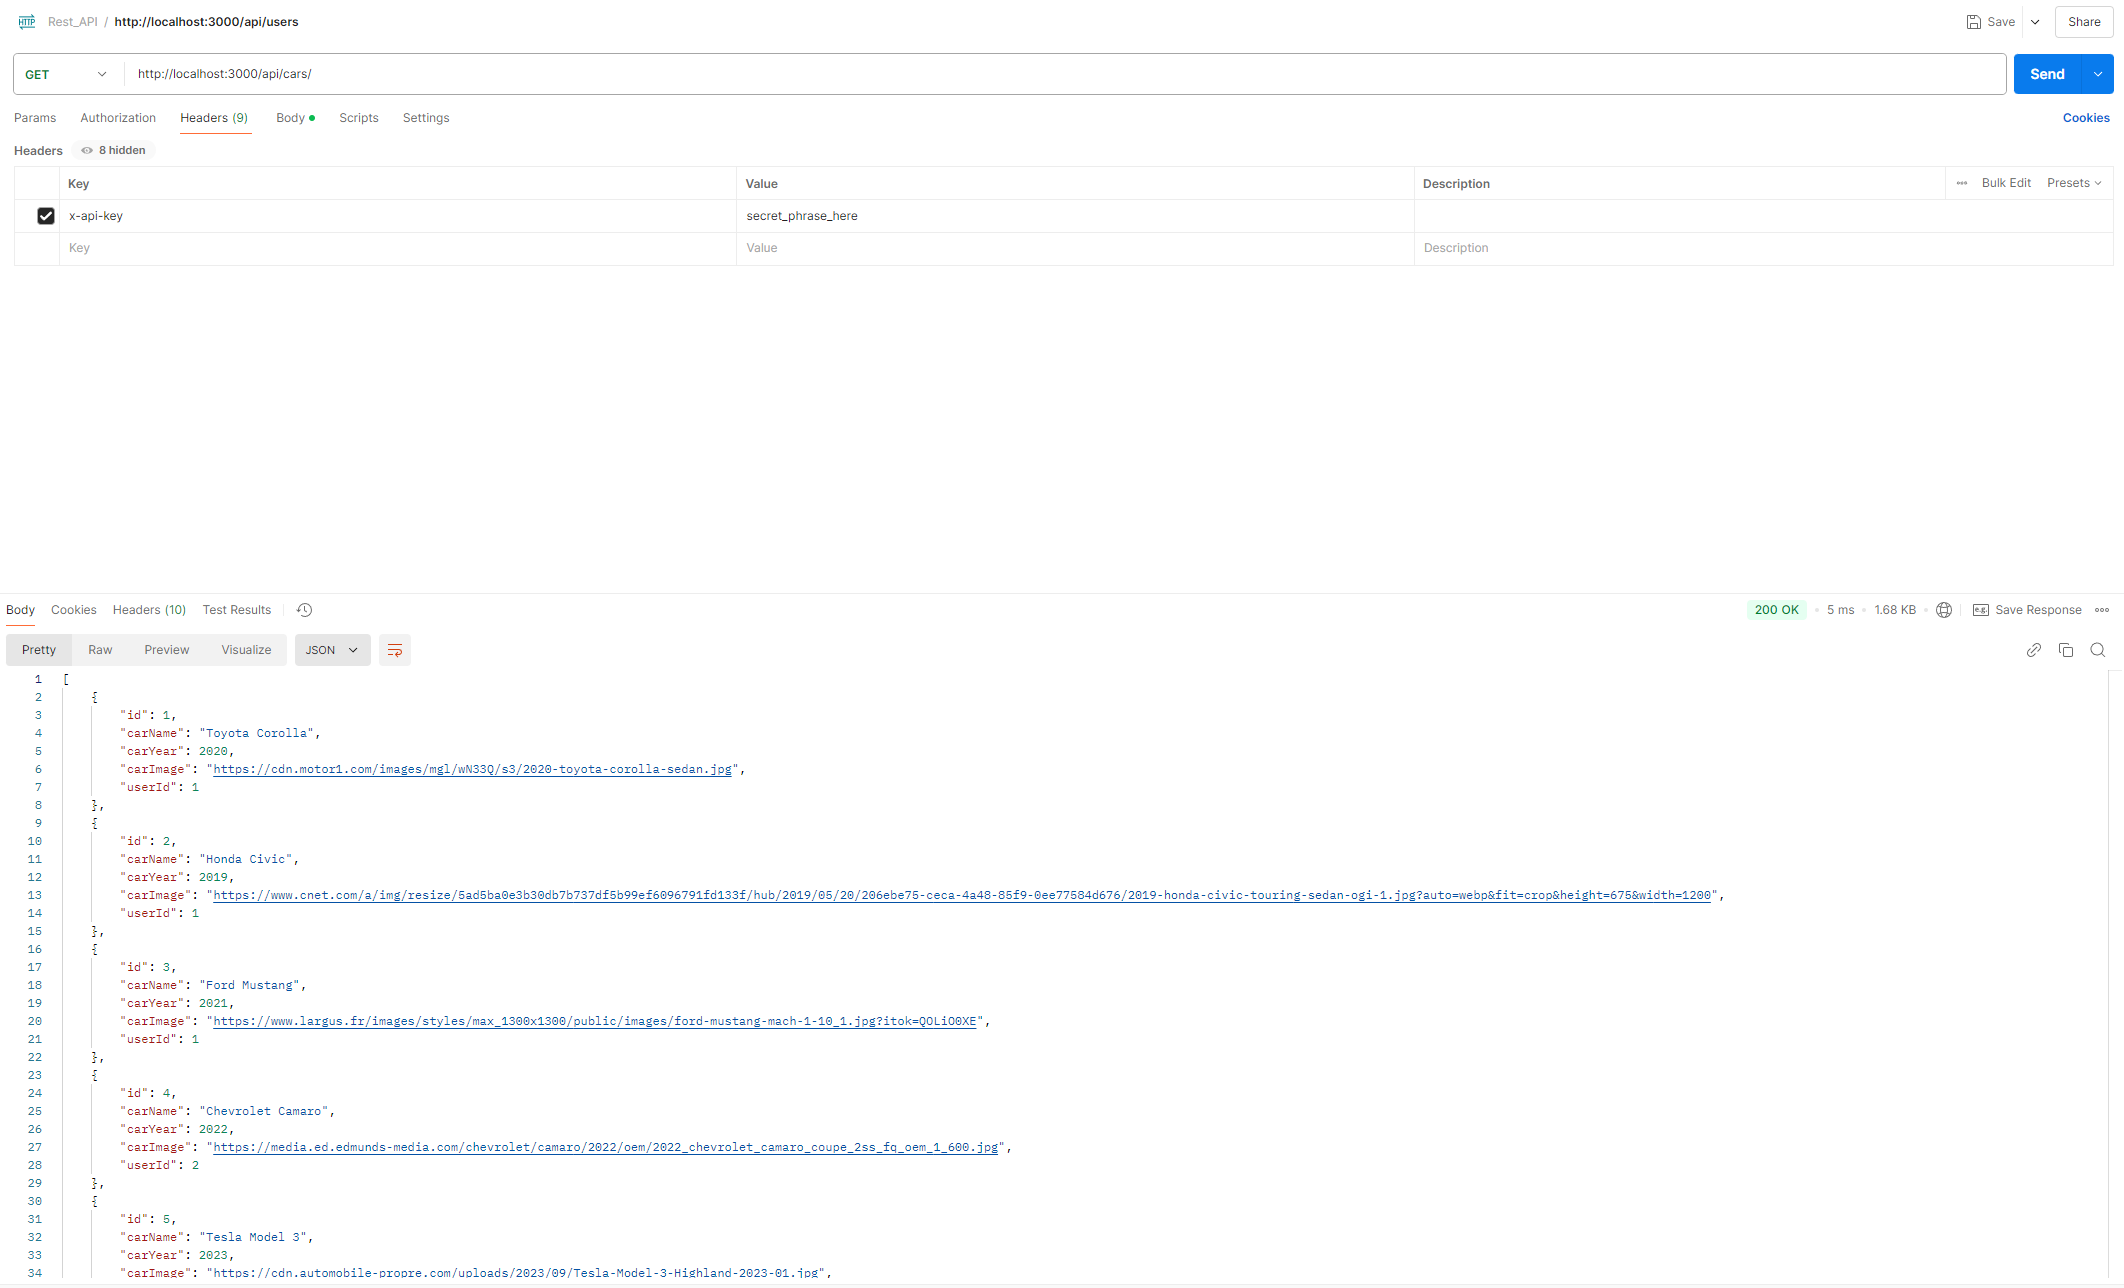 HTTP Rest_API / http://localhost:3000/api/users Save Share
GET http://localhost:3000/api/cars/ Send
Params Authorization Headers (9) Body Scripts Settings Cookies
Headers 8 hidden
Key Value Description Bulk Edit Presets
x-api-key secret_phrase_here
Key Value Description
Body Cookies Headers (10) Test Results 200 OK 5 ms 1.68 KB e.g. Save Response
Pretty Raw Preview Visualize JSON
1 [
2 {
3 "id": 1,
4 "carName": "Toyota Corolla",
5 "carYear": 2020,
6 "carImage": "https://cdn.motor1.com/images/mgl/wN33Q/s3/2020-toyota-corolla-sedan.jpg",
7 "userId": 1
8 },
9 {
10 "id": 2,
11 "carName": "Honda Civic",
12 "carYear": 2019,
13 "carImage": "https://www.cnet.com/a/img/resize/5ad5ba0e3b30db7b737df5b99ef6096791fd133f/hub/2019/05/20/206ebe75-ceca-4a48-85f9-0ee77584d676/2019-honda-civic-touring-sedan-ogi-1.jpg?auto=webp&fit=crop&height=675&width=1200",
14 "userId": 1
15 },
16 {
17 "id": 3,
18 "carName": "Ford Mustang",
19 "carYear": 2021,
20 "carImage": "https://www.largus.fr/images/styles/max_1300x1300/public/images/ford-mustang-mach-1-10_1.jpg?itok=QOLiO0XE",
21 "userId": 1
22 },
23 {
24 "id": 4,
25 "carName": "Chevrolet Camaro",
26 "carYear": 2022,
27 "carImage": "https://media.ed.edmunds-media.com/chevrolet/camaro/2022/oem/2022_chevrolet_camaro_coupe_2ss_fq_oem_1_600.jpg",
28 "userId": 2
29 },
30 {
31 "id": 5,
32 "carName": "Tesla Model 3",
33 "carYear": 2023,
34 "carImage": "https://cdn.automobile-propre.com/uploads/2023/09/Tesla-Model-3-Highland-2023-01.jpg",